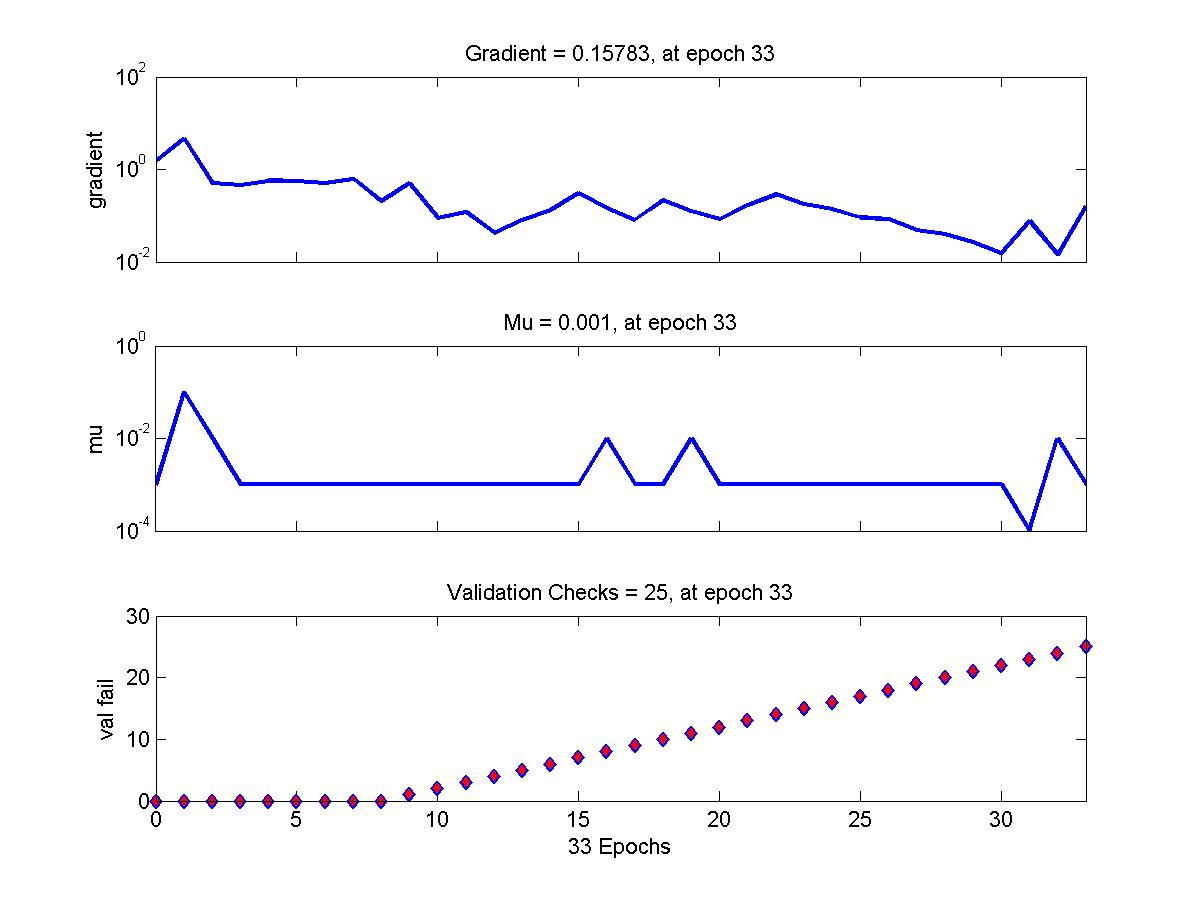 Gradient = 0.15783, at epoch 33
10^2
10^0
10^-2
gradient
Mu = 0.001, at epoch 33
10^0
10^-2
10^-4
mu
Validation Checks = 25, at epoch 33
30
20
10
0
val fail
0 5 10 15 20 25 30
33 Epochs